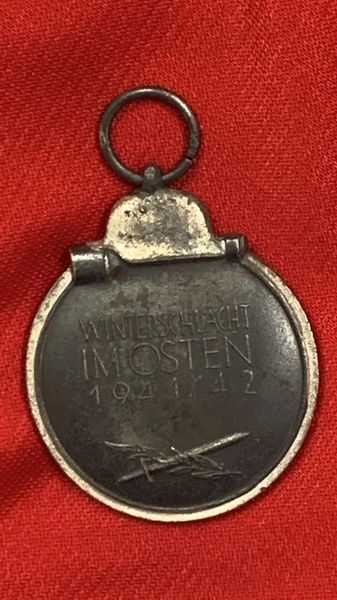 WINTERSCHLACHT
IM OSTEN
1941/42